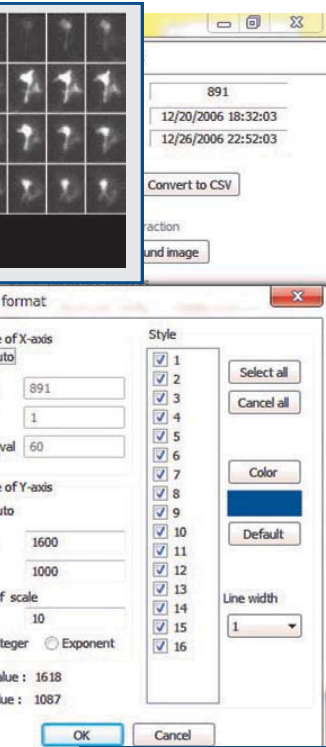 891
12/20/2006 18:32:03
12/26/2006 22:52:03
Convert to CSV
raction
und image
format
e of X-axis
uto
891
1
val 60
e of Y-axis
uto
1600
1000
f scale
10
teger Exponent
alue : 1618
lue : 1087
Style
1
2
3
4
5
6
7
8
9
10
11
12
13
14
15
16
Select all
Cancel all
Color
Default
Line width
1
OK
Cancel